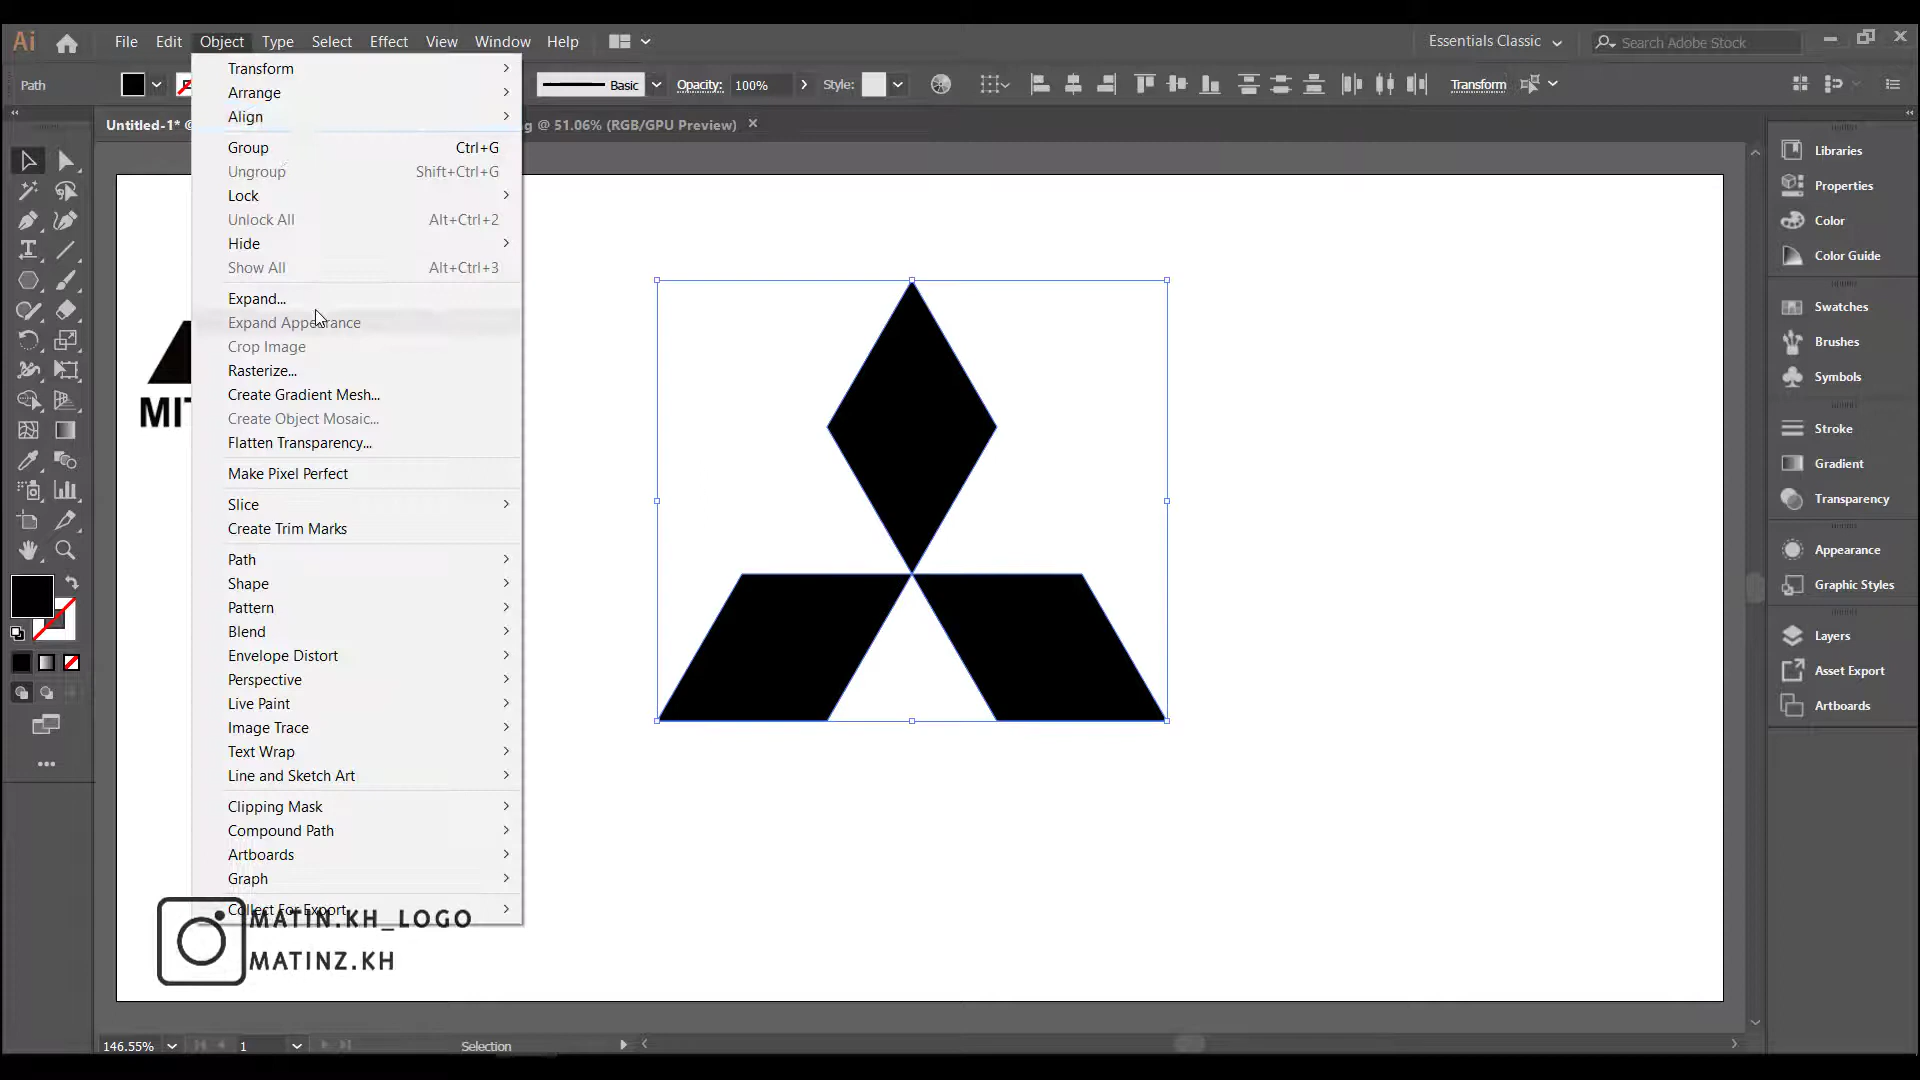 Ai File Edit Object Type Select Effect View Window Help Essentials Classic Search Adobe Stock
Path Basic Opacity: 100% Style: Transform
Untitled-1* @ g @ 51.06% (RGB/GPU Preview)
Transform
Arrange
Align
Group Ctrl+G
Ungroup Shift+Ctrl+G
Lock
Unlock All Alt+Ctrl+2
Hide
Show All Alt+Ctrl+3
Expand...
Expand Appearance
Crop Image
Rasterize...
Create Gradient Mesh...
Create Object Mosaic...
Flatten Transparency...
Make Pixel Perfect
Slice
Create Trim Marks
Path
Shape
Pattern
Blend
Envelope Distort
Perspective
Live Paint
Image Trace
Text Wrap
Line and Sketch Art
Clipping Mask
Compound Path
Artboards
Graph
Collect For Export
MIT
MATIN.KH_LOGO
MATINZ.KH
Libraries
Properties
Color
Color Guide
Swatches
Brushes
Symbols
Stroke
Gradient
Transparency
Appearance
Graphic Styles
Layers
Asset Export
Artboards
146.55% 1 Selection